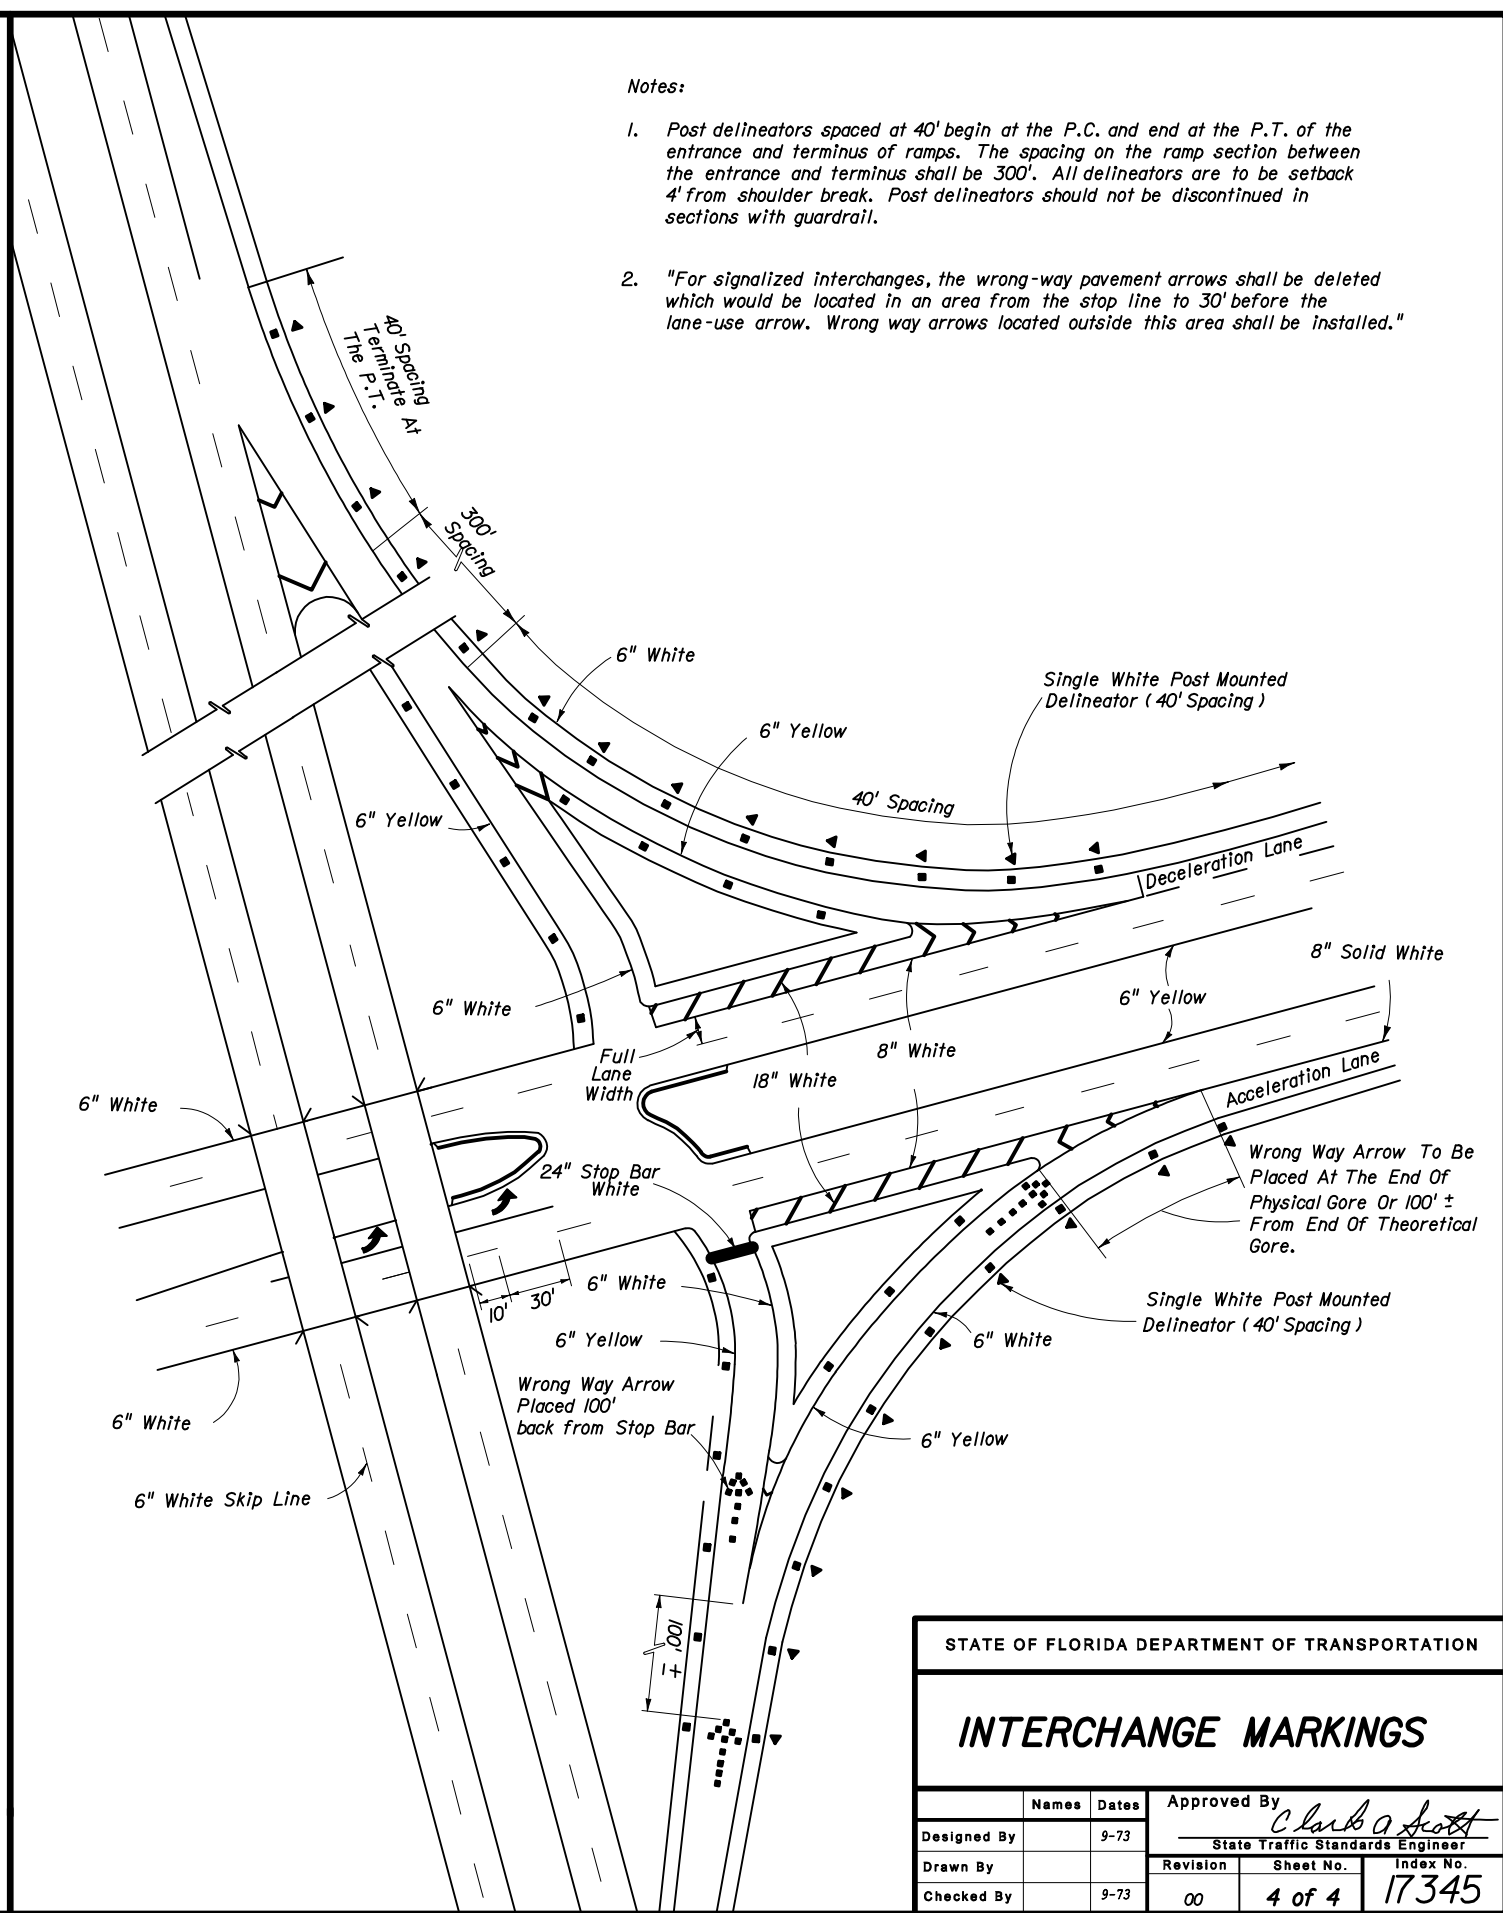 Notes:
1. Post delineators spaced at 40' begin at the P.C. and end at the P.T. of the
entrance and terminus of ramps. The spacing on the ramp section between
the entrance and terminus shall be 300'. All delineators are to be setback
4' from shoulder break. Post delineators should not be discontinued in
sections with guardrail.
2. "For signalized interchanges, the wrong-way pavement arrows shall be deleted
which would be located in an area from the stop line to 30' before the
lane-use arrow. Wrong way arrows located outside this area shall be installed."
40' Spacing
Terminate At
The P.T.
300'
Spacing
6" White
Single White Post Mounted
Delineator ( 40' Spacing )
6" Yellow
40' Spacing
6" Yellow
Deceleration Lane
8" Solid White
6" White
6" Yellow
Full
Lane
Width
8" White
18" White
Acceleration Lane
6" White
24" Stop Bar
White
Wrong Way Arrow To Be
Placed At The End Of
Physical Gore Or 100' ±
From End Of Theoretical
Gore.
10'
30'
6" White
Single White Post Mounted
Delineator ( 40' Spacing )
6" Yellow
6" White
Wrong Way Arrow
Placed 100'
back from Stop Bar
6" White
6" Yellow
6" White Skip Line
100' ±
STATE OF FLORIDA DEPARTMENT OF TRANSPORTATION
INTERCHANGE MARKINGS
Names Dates
Approved By
Clark A Scott
State Traffic Standards Engineer
Designed By 9-73
Drawn By
Checked By 9-73
Revision Sheet No. Index No.
00 4 of 4 17345